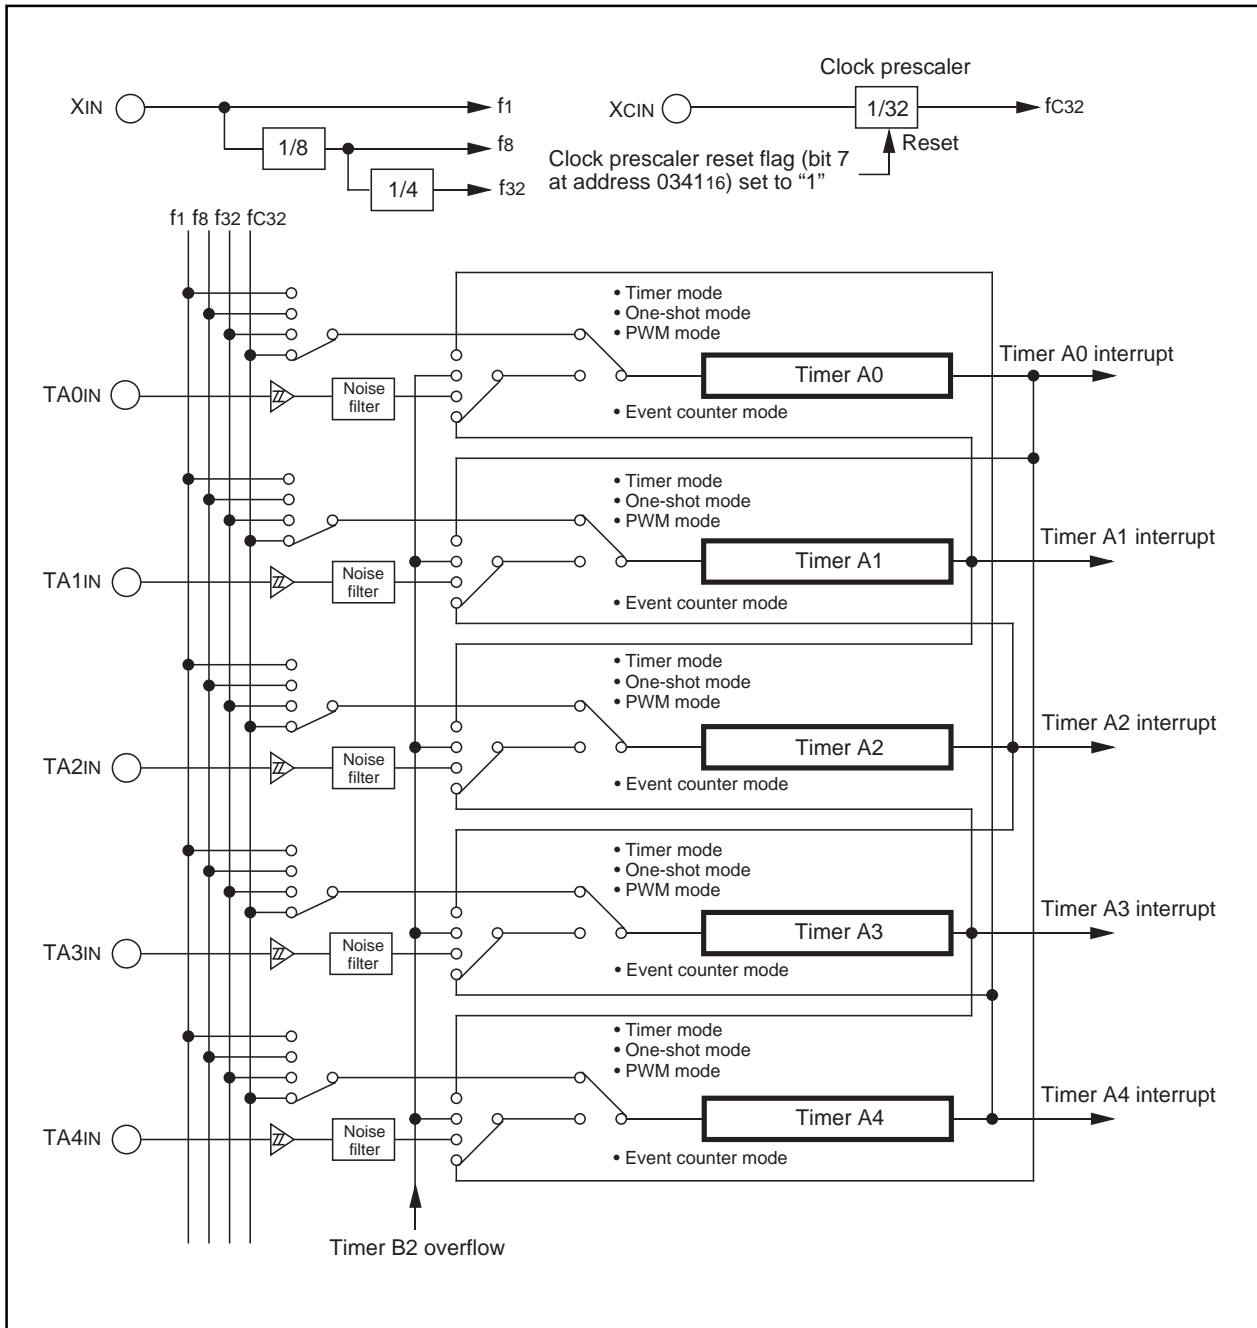 Clock prescaler
XIN
f1
XCIN
1/32
fC32
1/8
f8
Reset
Clock prescaler reset flag (bit 7
at address 034116) set to “1”
1/4
f32
f1 f8 f32 fC32
• Timer mode
• One-shot mode
• PWM mode
Timer A0 interrupt
Timer A0
TA0IN
Noise
filter
• Event counter mode
• Timer mode
• One-shot mode
• PWM mode
Timer A1 interrupt
Timer A1
TA1IN
Noise
filter
• Event counter mode
• Timer mode
• One-shot mode
• PWM mode
Timer A2 interrupt
Timer A2
TA2IN
Noise
filter
• Event counter mode
• Timer mode
• One-shot mode
• PWM mode
Timer A3 interrupt
Timer A3
TA3IN
Noise
filter
• Event counter mode
• Timer mode
• One-shot mode
• PWM mode
Timer A4 interrupt
Timer A4
TA4IN
Noise
filter
• Event counter mode
Timer B2 overflow